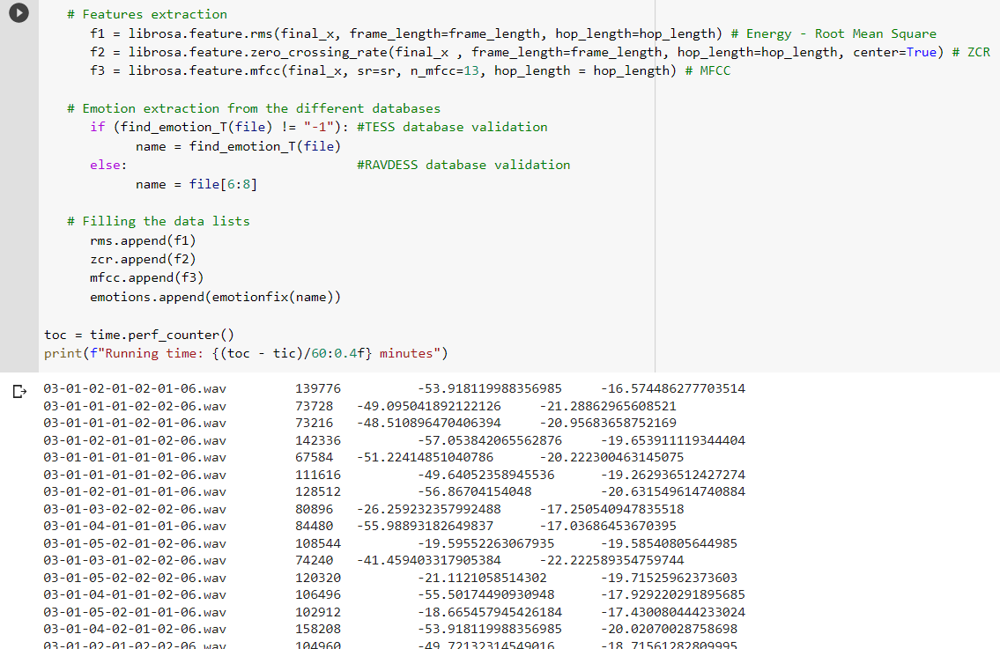 # Features extraction
f1 = librosa.feature.rms(final_x, frame_length=frame_length, hop_length=hop_length) # Energy - Root Mean Square
f2 = librosa.feature.zero_crossing_rate(final_x , frame_length=frame_length, hop_length=hop_length, center=True) # ZCR
f3 = librosa.feature.mfcc(final_x, sr=sr, n_mfcc=13, hop_length = hop_length) # MFCC
# Emotion extraction from the different databases
if (find_emotion_T(file) != "-1"): #TESS database validation
name = find_emotion_T(file)
else: #RAVDESS database validation
name = file[6:8]
# Filling the data lists
rms.append(f1)
zcr.append(f2)
mfcc.append(f3)
emotions.append(emotionfix(name))
toc = time.perf_counter()
print(f"Running time: {(toc - tic)/60:0.4f} minutes")
03-01-02-01-02-01-06.wav 139776 -53.918119988356985 -16.574486277703514
03-01-01-01-02-02-06.wav 73728 -49.095041892122126 -21.28862965608521
03-01-01-01-02-02-06.wav 73216 -48.510896470406394 -20.95683658752169
03-01-02-01-02-01-06.wav 142336 -57.053842065562876 -19.653911119344404
03-01-01-01-01-01-06.wav 67584 -51.22414851040786 -20.222300463145075
03-01-01-01-01-02-06.wav 111616 -49.64052358945536 -19.262936512427274
03-01-02-01-01-01-06.wav 128512 -56.86704154048 -20.631549614740884
03-01-03-02-02-02-06.wav 80896 -26.259232357992488 -17.250540947835518
03-01-04-01-01-01-06.wav 84480 -55.98893182649837 -17.03686453670395
03-01-05-02-01-02-06.wav 108544 -19.59552263067935 -19.58540805644985
03-01-03-01-02-02-06.wav 74240 -41.459403317905384 -22.222589354759744
03-01-05-02-02-02-06.wav 120320 -21.1121058514302 -19.71525962373603
03-01-04-01-01-02-06.wav 106496 -55.50174490930948 -17.929220291895685
03-01-05-02-01-01-06.wav 102912 -18.665457945426184 -17.430080444233024
03-01-04-02-01-02-06.wav 158208 -53.918119988356985 -20.02070028758698
03-01-02-01-02-02-06.wav 104960 -49.72132314549016 -18.71561282809995